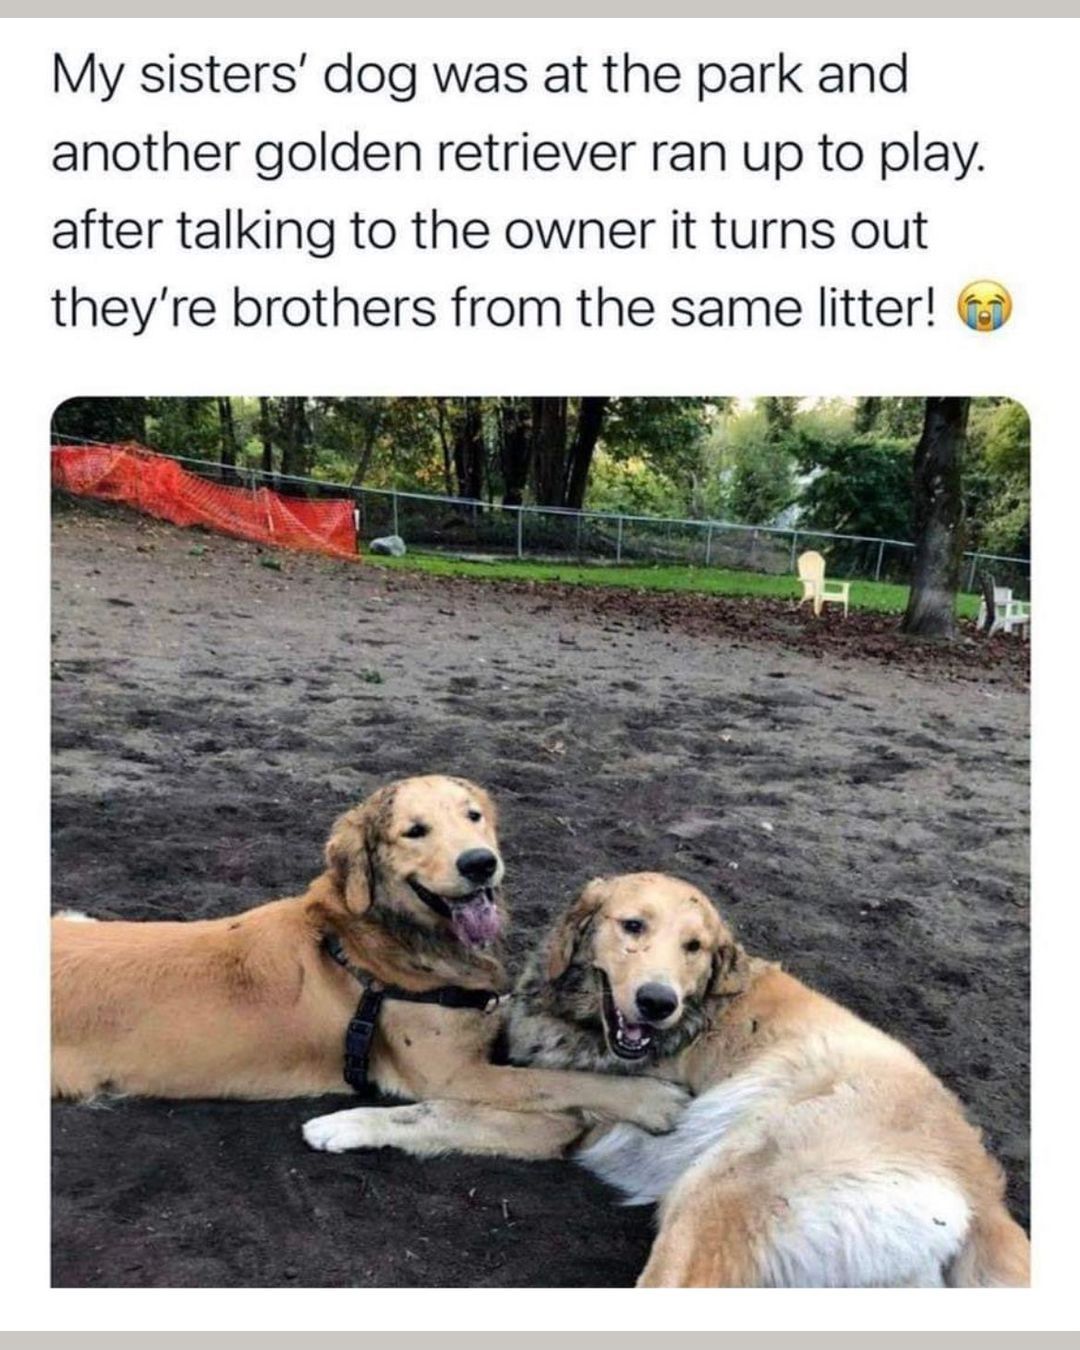 My sisters' dog was at the park and
another golden retriever ran up to play.
after talking to the owner it turns out
they're brothers from the same litter! 😭